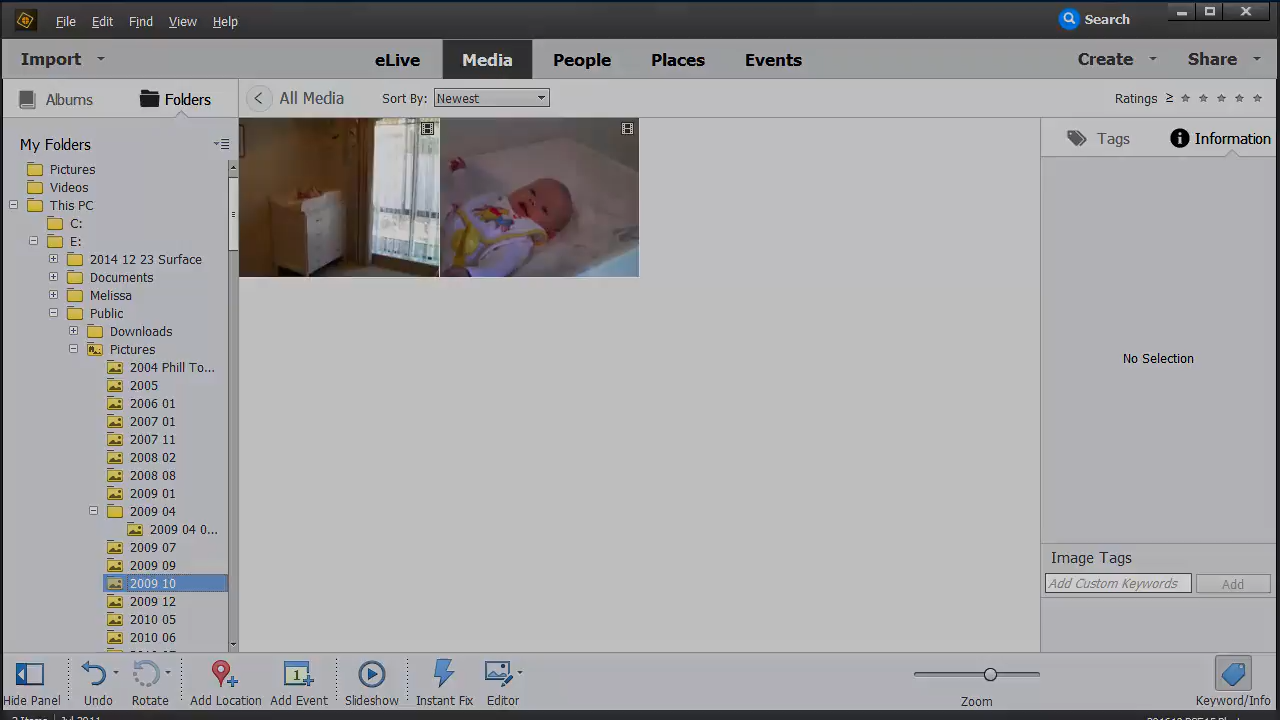 File Edit Find View Help Search
Import eLive Media People Places Events Create Share
Albums Folders All Media Sort By: Newest Ratings ≥
My Folders Tags Information
Pictures
Videos
This PC
C:
E:
2014 12 23 Surface
Documents
Melissa
Public
Downloads
Pictures
No Selection
2004 Phill To...
2005
2006 01
2007 01
2007 11
2008 02
2008 08
2009 01
2009 04
2009 04 0...
2009 07
2009 09
Image Tags
2009 10
Add Custom Keywords Add
2009 12
2010 05
2010 06
1
Hide Panel Undo Rotate Add Location Add Event Slideshow Instant Fix Editor Zoom Keyword/Info